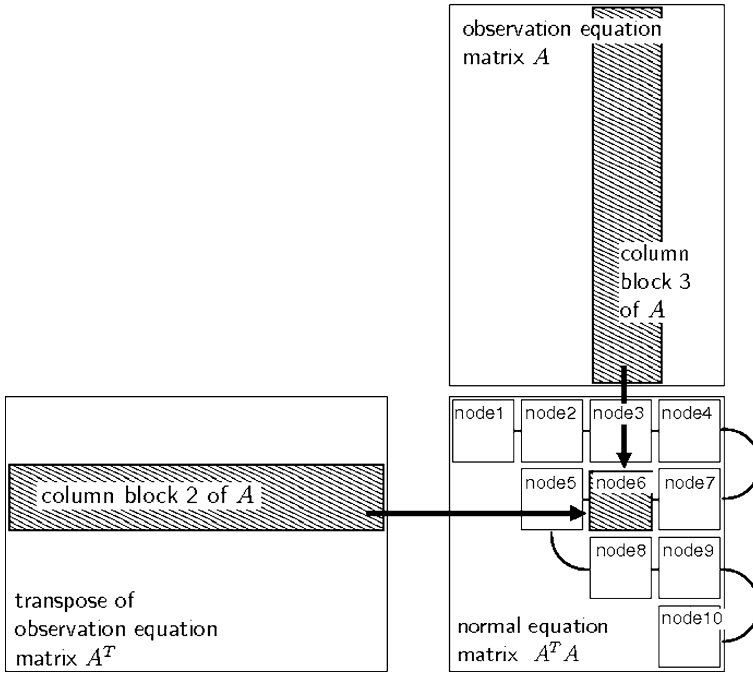 observation equation
matrix A
column
block 3
of A
node1 node2 node3 node4
column block 2 of A
node5 node6 node7
node8 node9
transpose of
observation equation
matrix A^T
node10
normal equation
matrix A^T A